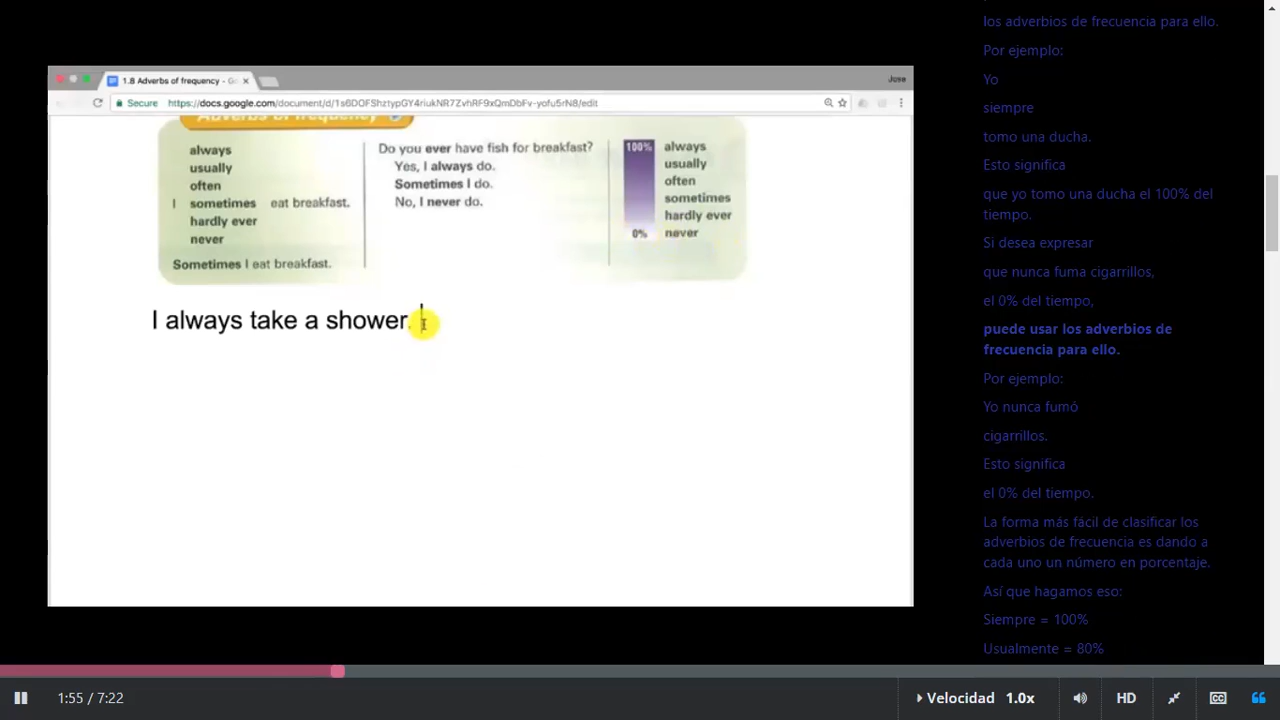 1.8 Adverbs of frequency - Go
Jose
Secure https://docs.google.com/document/d/1s6DOFShztypGY4riukNR7ZvhRF9xQmDbFv-yofu5rN8/edit
Adverbs of frequency
always
usually
often
I sometimes eat breakfast.
hardly ever
never
Sometimes I eat breakfast.
Do you ever have fish for breakfast?
Yes, I always do.
Sometimes I do.
No, I never do.
100% always
usually
often
sometimes
hardly ever
0% never
I always take a shower.
los adverbios de frecuencia para ello.
Por ejemplo:
Yo
siempre
tomo una ducha.
Esto significa
que yo tomo una ducha el 100% del
tiempo.
Si desea expresar
que nunca fuma cigarrillos,
el 0% del tiempo,
puede usar los adverbios de
frecuencia para ello.
Por ejemplo:
Yo nunca fumó
cigarrillos.
Esto significa
el 0% del tiempo.
La forma más fácil de clasificar los
adverbios de frecuencia es dando a
cada uno un número en porcentaje.
Así que hagamos eso:
Siempre = 100%
Usualmente = 80%
1:55 / 7:22
Velocidad 1.0x
HD
CC